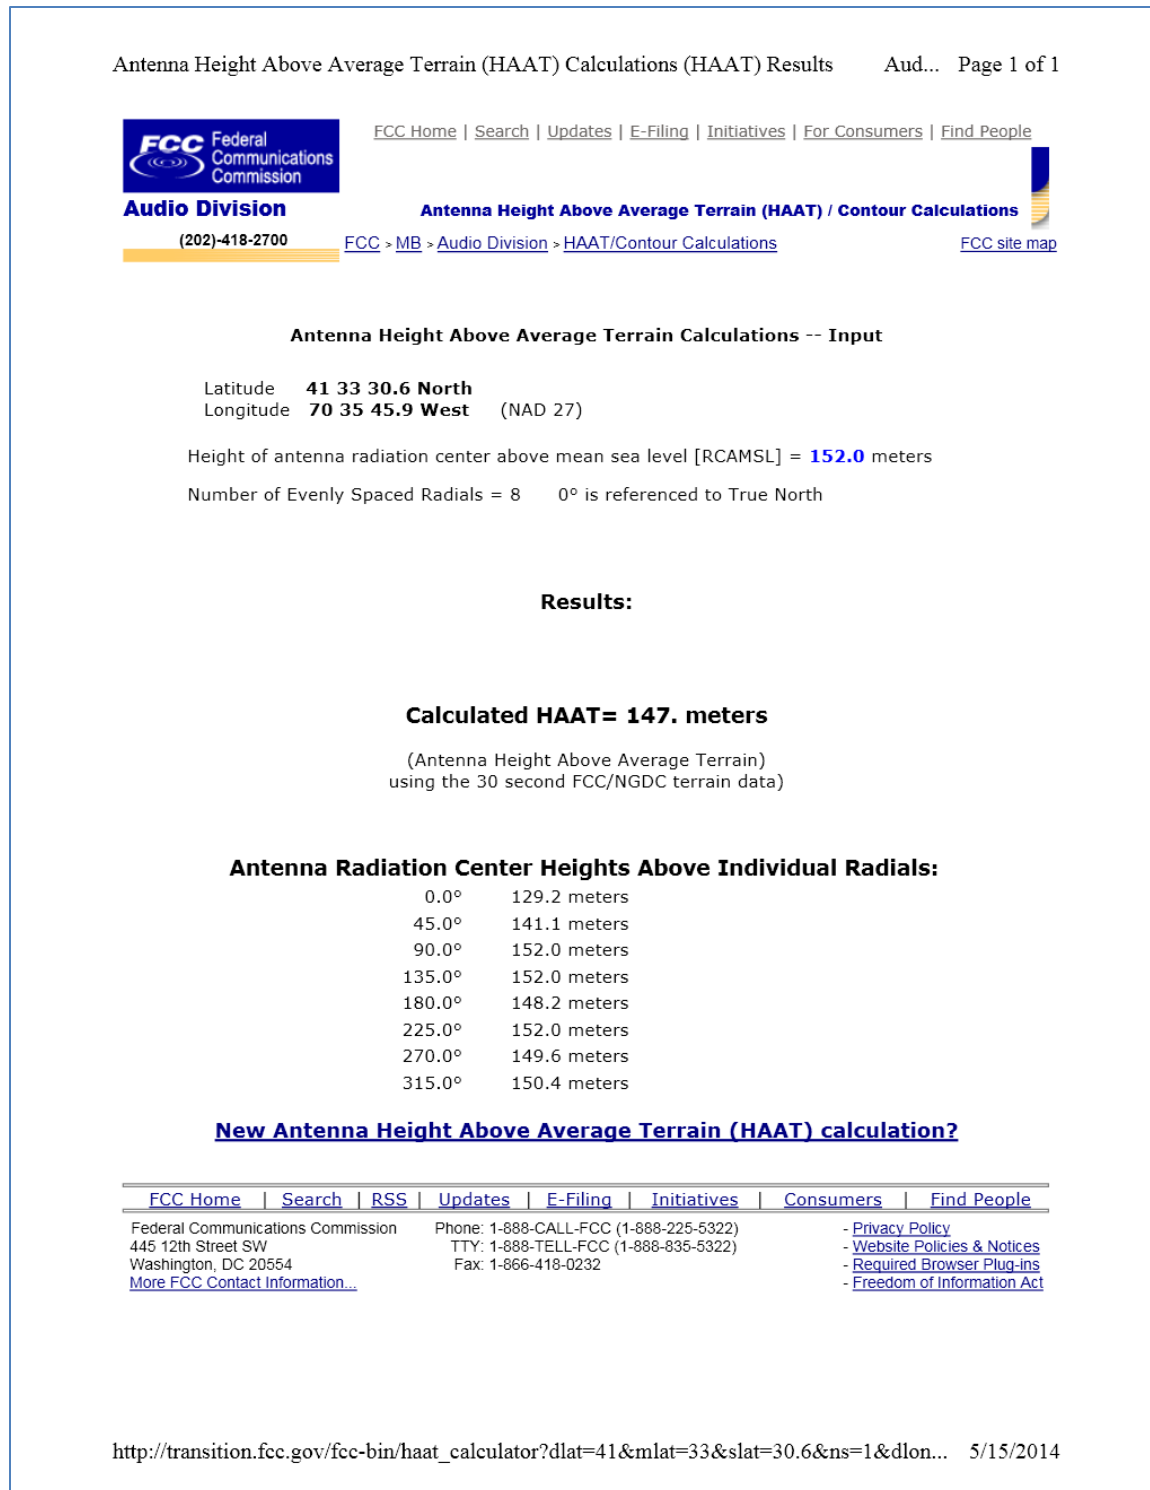 Antenna Height Above Average Terrain (HAAT) Calculations (HAAT) Results Aud... Page 1 of 1
FCC Federal Communications Commission
FCC Home | Search | Updates | E-Filing | Initiatives | For Consumers | Find People
Audio Division
Antenna Height Above Average Terrain (HAAT) / Contour Calculations
(202)-418-2700
FCC > MB > Audio Division > HAAT/Contour Calculations FCC site map
Antenna Height Above Average Terrain Calculations -- Input
Latitude 41 33 30.6 North
Longitude 70 35 45.9 West (NAD 27)
Height of antenna radiation center above mean sea level [RCAMSL] = 152.0 meters
Number of Evenly Spaced Radials = 8 0° is referenced to True North
Results:
Calculated HAAT= 147. meters
(Antenna Height Above Average Terrain)
using the 30 second FCC/NGDC terrain data)
Antenna Radiation Center Heights Above Individual Radials:
0.0° 129.2 meters
45.0° 141.1 meters
90.0° 152.0 meters
135.0° 152.0 meters
180.0° 148.2 meters
225.0° 152.0 meters
270.0° 149.6 meters
315.0° 150.4 meters
New Antenna Height Above Average Terrain (HAAT) calculation?
FCC Home | Search | RSS | Updates | E-Filing | Initiatives | Consumers | Find People
Federal Communications Commission Phone: 1-888-CALL-FCC (1-888-225-5322) - Privacy Policy
445 12th Street SW TTY: 1-888-TELL-FCC (1-888-835-5322) - Website Policies & Notices
Washington, DC 20554 Fax: 1-866-418-0232 - Required Browser Plug-ins
More FCC Contact Information... - Freedom of Information Act
http://transition.fcc.gov/fcc-bin/haat_calculator?dlat=41&mlat=33&slat=30.6&ns=1&dlon... 5/15/2014